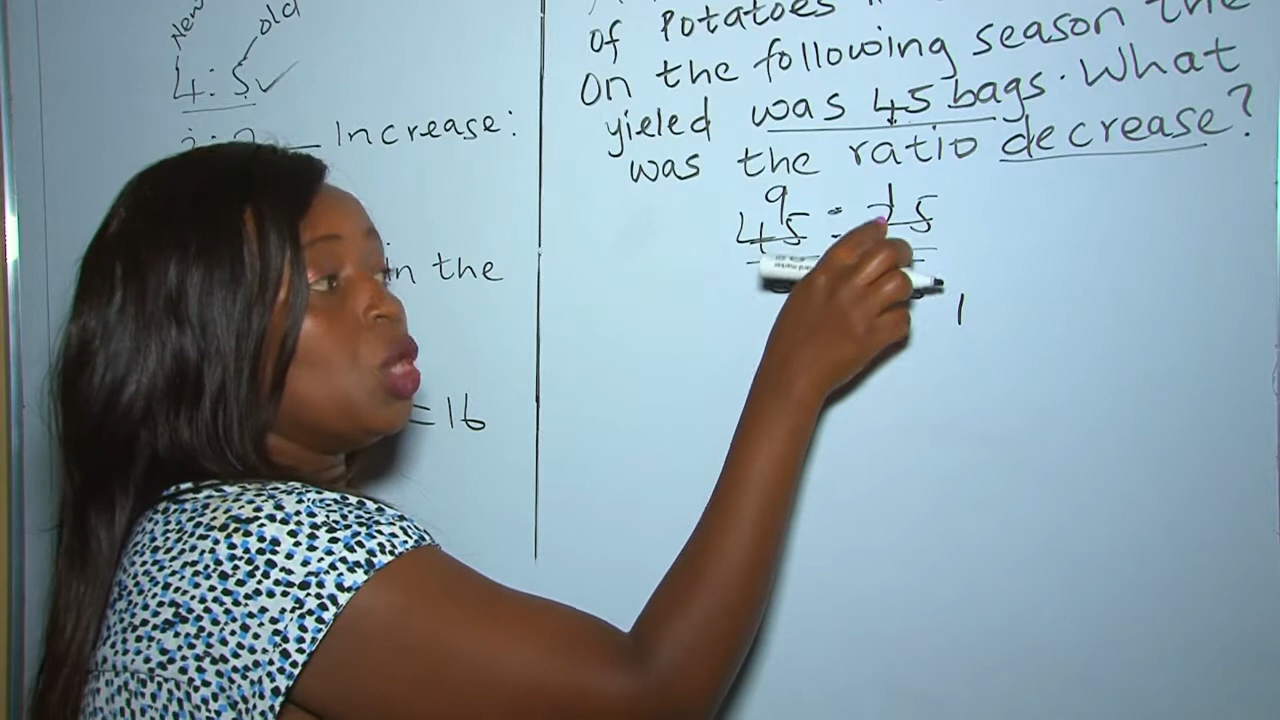 New
old
4:5✓
Increase:
in the
=16
of Potatoes
On the following season the
yieled was 45 bags. What
was the ratio decrease?
9
45 :
1